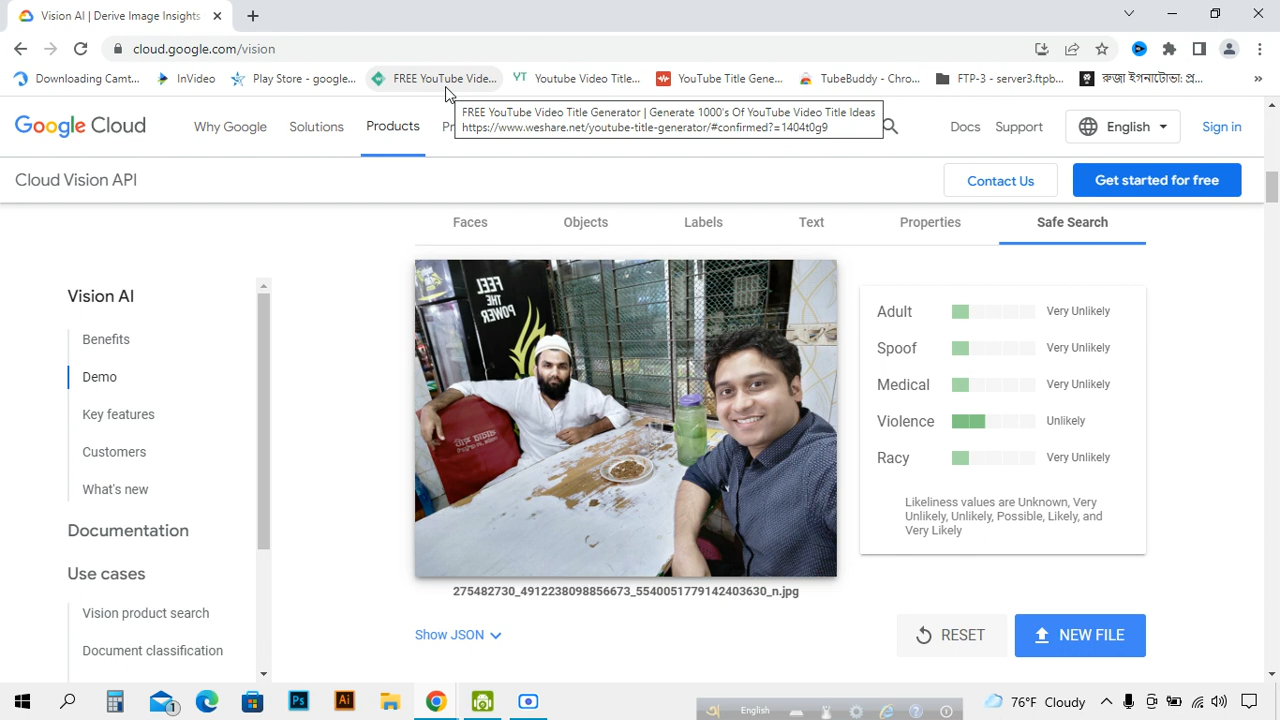 Vision AI | Derive Image Insights
cloud.google.com/vision
Downloading Camt...
InVideo
Play Store - google...
FREE YouTube Vide...
YT Youtube Video Title...
YouTube Title Gene...
TubeBuddy - Chro...
FTP-3 - server3.ftpb...
রুজা ইগনাটোভা: প্র...
»
FREE YouTube Video Title Generator | Generate 1000's Of YouTube Video Title Ideas
https://www.weshare.net/youtube-title-generator/#confirmed?=1404t0g9
Google Cloud
Why Google
Solutions
Products
Docs
Support
English
Sign in
Cloud Vision API
Contact Us
Get started for free
Faces
Objects
Labels
Text
Properties
Safe Search
Vision AI
Benefits
Demo
Key features
Customers
What's new
Documentation
Use cases
Vision product search
Document classification
FEEL
THE
POWER
Adult Very Unlikely
Spoof Very Unlikely
Medical Very Unlikely
Violence Unlikely
Racy Very Unlikely
Likeliness values are Unknown, Very
Unlikely, Unlikely, Possible, Likely, and
Very Likely
275482730_4912238098856673_5540051779142403630_n.jpg
Show JSON
RESET
NEW FILE
1
Ps
Ai
English
76°F Cloudy